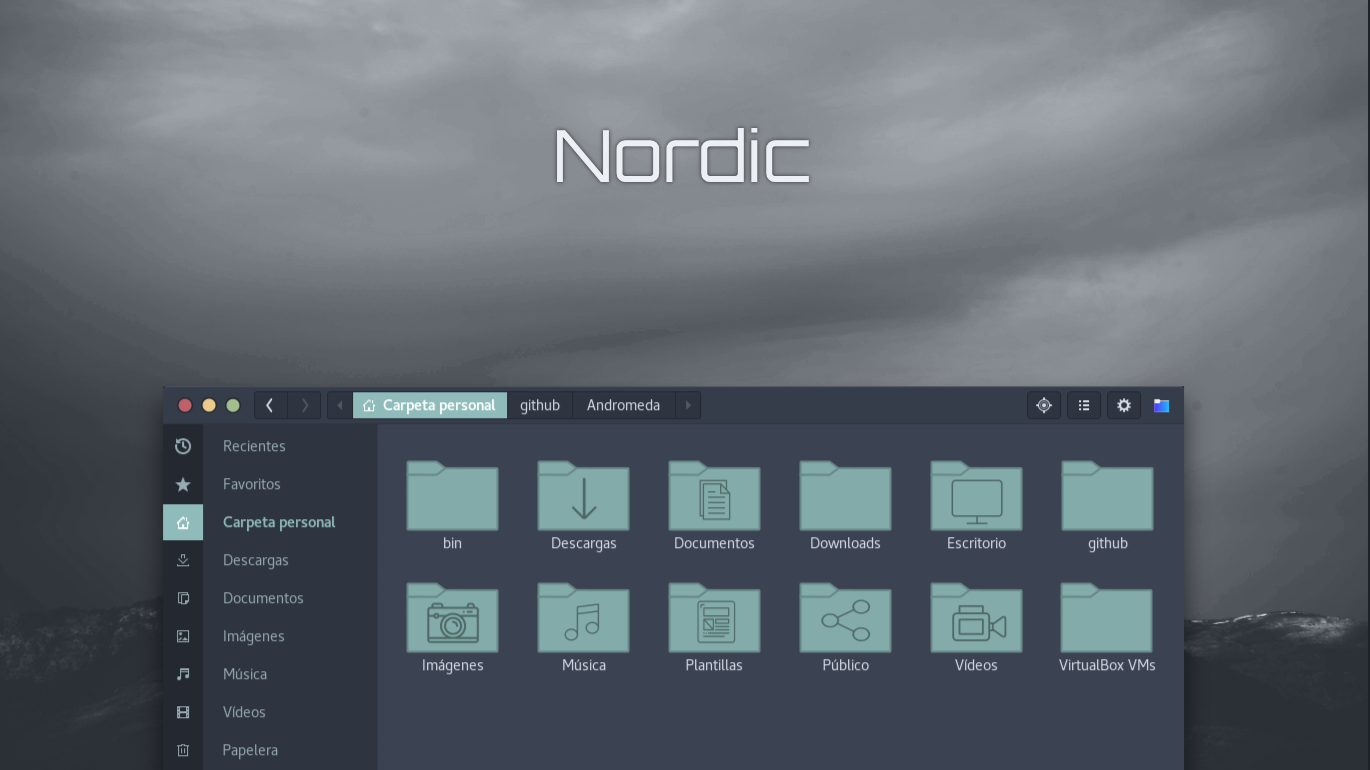 Nordic
Carpeta personal github Andromeda
Recientes
Favoritos
Carpeta personal
Descargas
Documentos
Imágenes
Música
Vídeos
Papelera
bin Descargas Documentos Downloads Escritorio github
Imágenes Música Plantillas Público Vídeos VirtualBox VMs